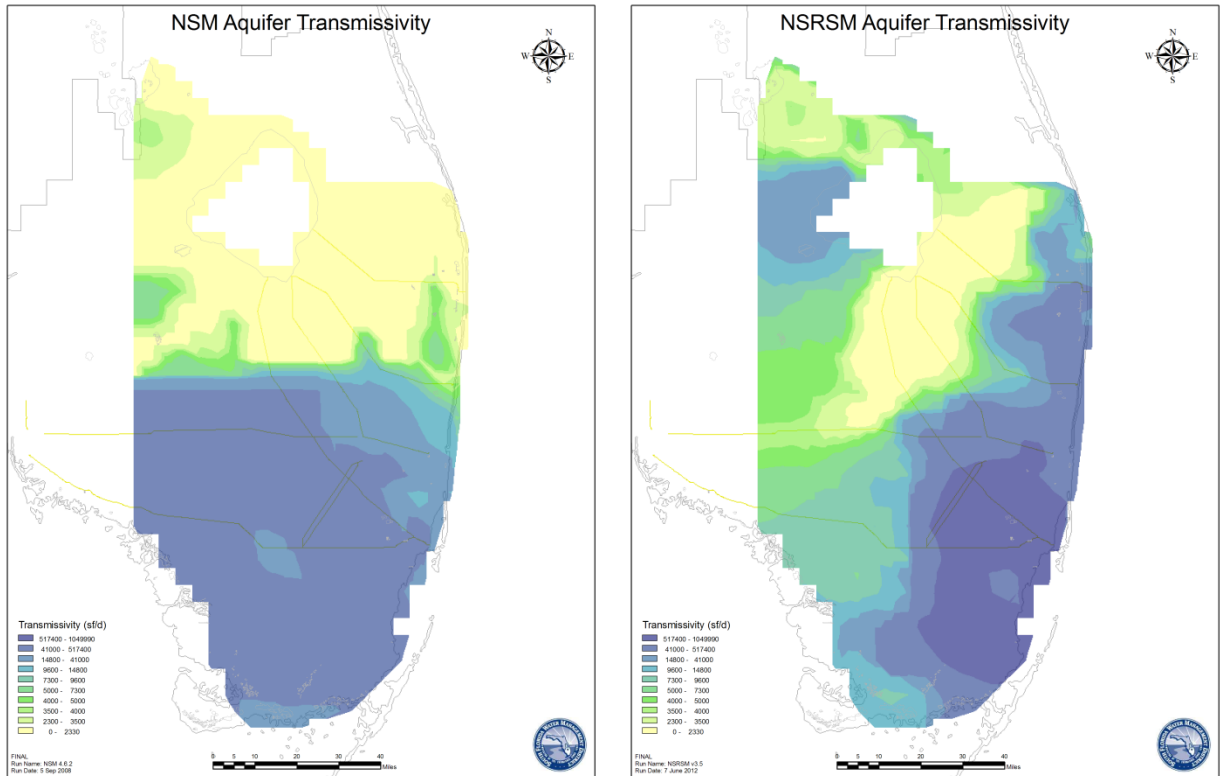 NSM Aquifer Transmissivity
N
W
E
S
Transmissivity (sf/d)
517400 - 1049990
41000 - 517400
14800 - 41000
9600 - 14800
7300 - 9600
5000 - 7300
4000 - 5000
3500 - 4000
2300 - 3500
0 - 2330
FINAL
Run Name: NSM 4.6.2
Run Date: 5 Sep 2008
0 5 10 20 30 40
Miles
NSRSM Aquifer Transmissivity
N
W
E
S
Transmissivity (sf/d)
517400 - 1049990
41000 - 517400
14800 - 41000
9600 - 14800
7300 - 9600
5000 - 7300
4000 - 5000
3500 - 4000
2300 - 3500
0 - 2330
FINAL
Run Name: NSRSM v3.5
Run Date: 7 June 2012
0 5 10 20 30 40
Miles